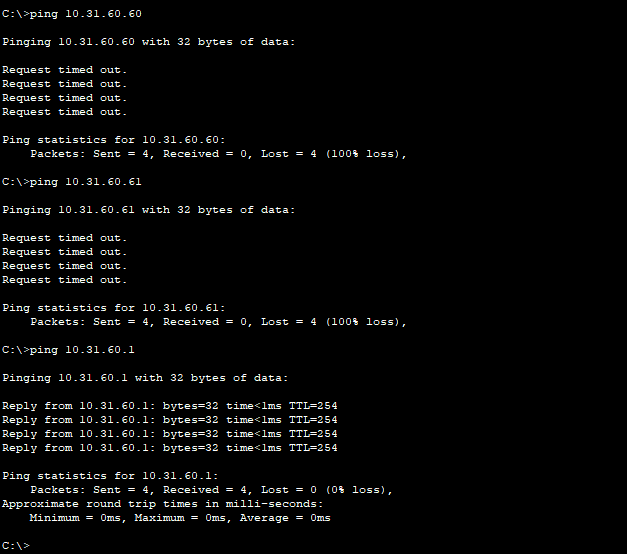 C:\>ping 10.31.60.60
Pinging 10.31.60.60 with 32 bytes of data:
Request timed out.
Request timed out.
Request timed out.
Request timed out.
Ping statistics for 10.31.60.60:
    Packets: Sent = 4, Received = 0, Lost = 4 (100% loss),
C:\>ping 10.31.60.61
Pinging 10.31.60.61 with 32 bytes of data:
Request timed out.
Request timed out.
Request timed out.
Request timed out.
Ping statistics for 10.31.60.61:
    Packets: Sent = 4, Received = 0, Lost = 4 (100% loss),
C:\>ping 10.31.60.1
Pinging 10.31.60.1 with 32 bytes of data:
Reply from 10.31.60.1: bytes=32 time<1ms TTL=254
Reply from 10.31.60.1: bytes=32 time<1ms TTL=254
Reply from 10.31.60.1: bytes=32 time<1ms TTL=254
Reply from 10.31.60.1: bytes=32 time<1ms TTL=254
Ping statistics for 10.31.60.1:
    Packets: Sent = 4, Received = 4, Lost = 0 (0% loss),
Approximate round trip times in milli-seconds:
    Minimum = 0ms, Maximum = 0ms, Average = 0ms
C:\>